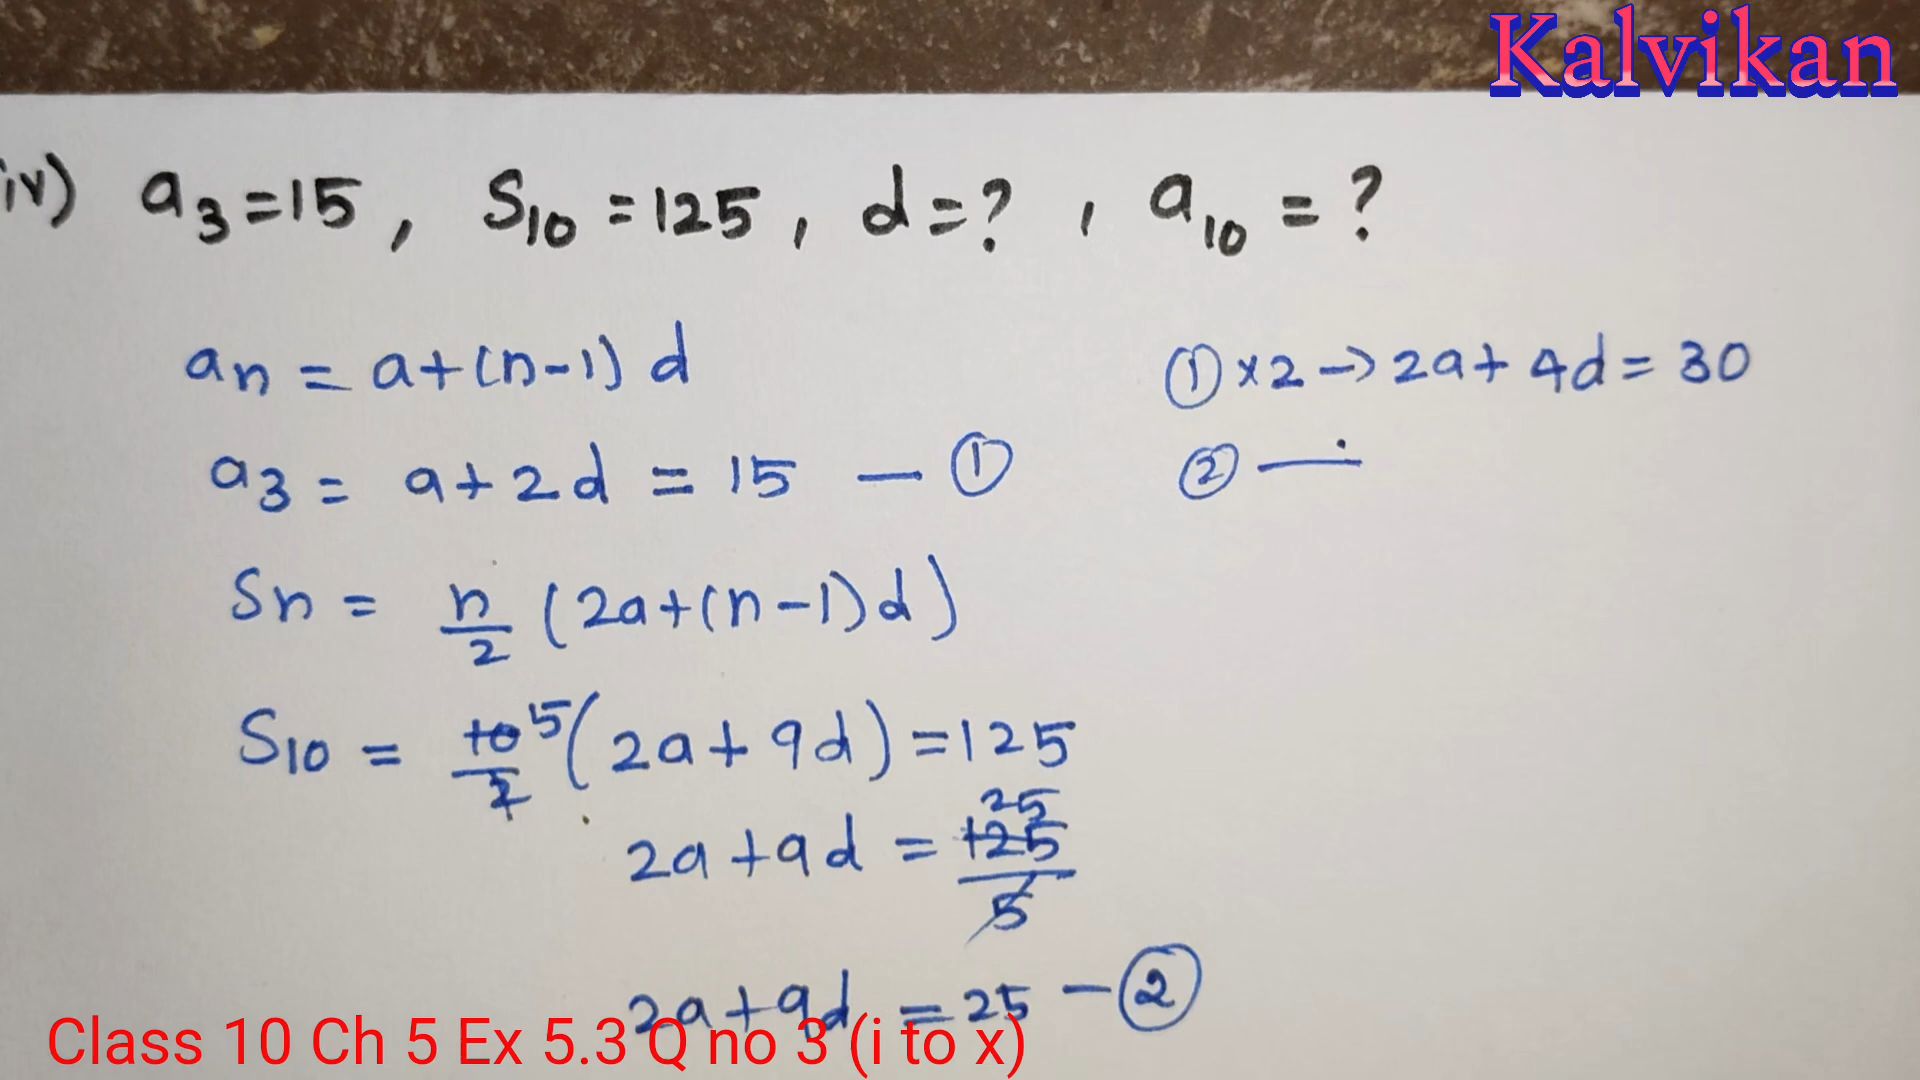 Kalvikan
iv) a₃=15, S₁₀=125, d=?, a₁₀=?
aₙ = a+(n-1)d
a₃ = a+2d = 15 — ①
Sₙ = n/2 (2a+(n-1)d)
S₁₀ = 10/2 5(2a+9d)=125
2a+9d = 125/5 25
2a+9d = 25 — ②
①×2 → 2a+4d=30
② —
Class 10 Ch 5 Ex 5.3 Q no 3 (i to x)